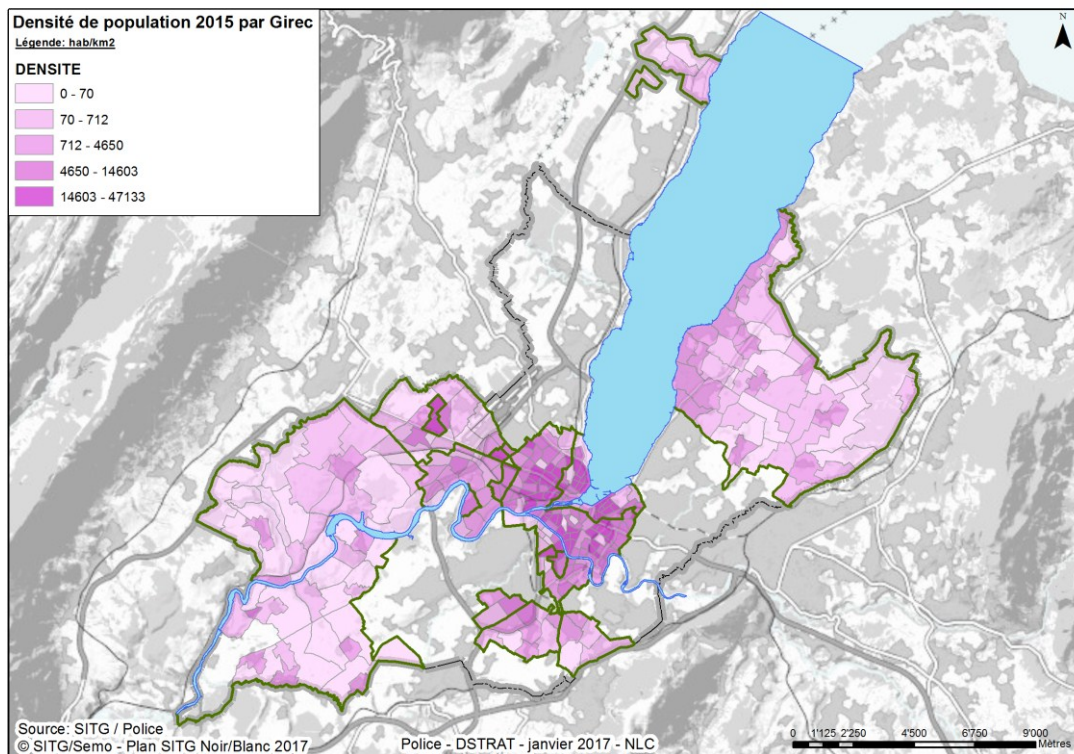 Densité de population 2015 par Girec
Légende: hab/km2
DENSITE
0 - 70
70 - 712
712 - 4650
4650 - 14603
14603 - 47133
N
Source: SITG / Police
© SITG/Semo - Plan SITG Noir/Blanc 2017
Police - DSTRAT - janvier 2017 - NLC
0 1'125 2'250 4'500 6'750 9'000
Mètres